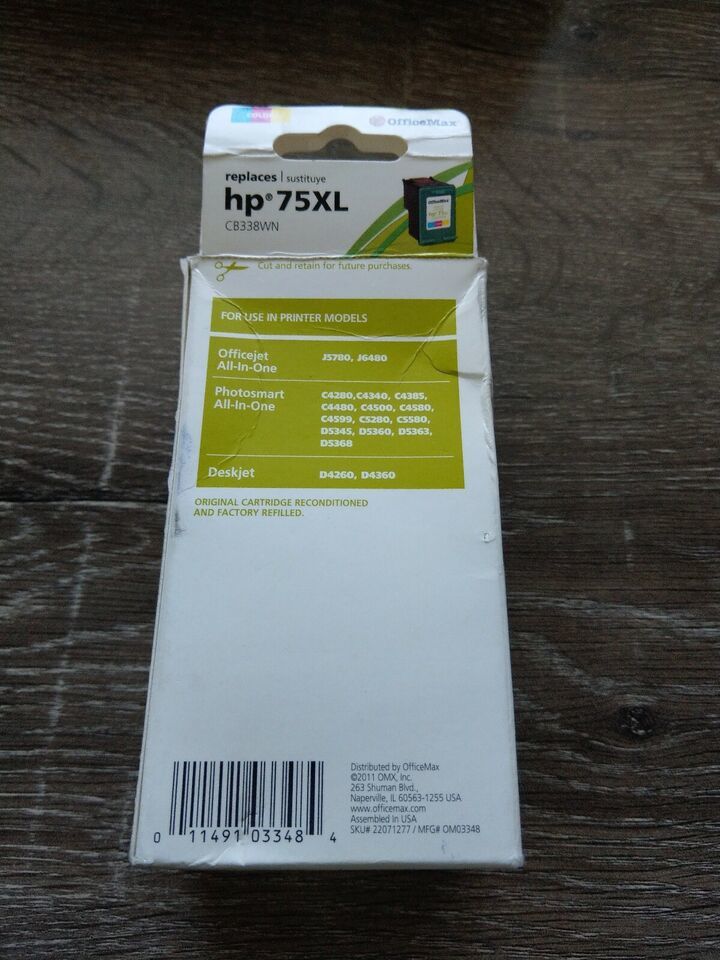 COLOR
OfficeMax
replaces | sustituye
hp® 75XL
CB338WN
OfficeMax
hp 75
Cut and retain for future purchases.
FOR USE IN PRINTER MODELS
Officejet All-In-One J5780, J6480
Photosmart All-In-One C4280,C4340, C4385,
C4480, C4500, C4580,
C4599, C5280, C5580,
D5345, D5360, D5363,
D5368
Deskjet D4260, D4360
ORIGINAL CARTRIDGE RECONDITIONED
AND FACTORY REFILLED.
Distributed by OfficeMax
©2011 OMX, Inc.
263 Shuman Blvd.,
Naperville, IL 60563-1255 USA
www.officemax.com
Assembled In USA
SKU# 22071277 / MFG# OM03348
0 11491 03348 4